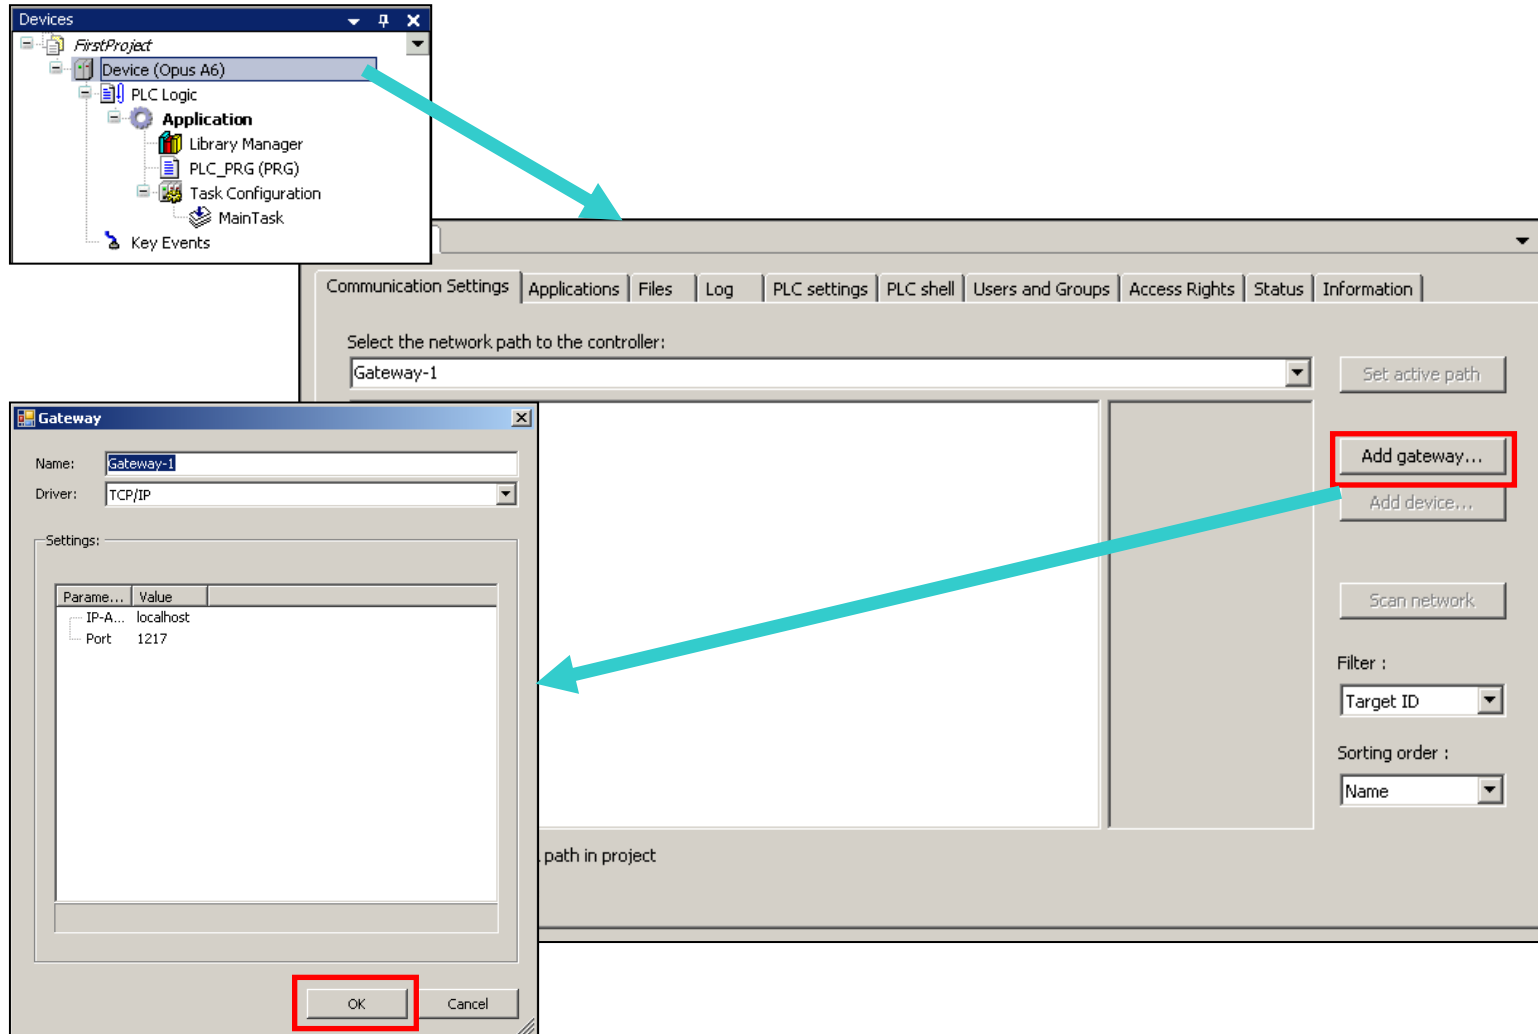 Devices
FirstProject
Device (Opus A6)
PLC Logic
Application
Library Manager
PLC_PRG (PRG)
Task Configuration
MainTask
Key Events
Communication Settings Applications Files Log PLC settings PLC shell Users and Groups Access Rights Status Information
Select the network path to the controller:
Gateway-1
Set active path
Add gateway...
Add device...
Scan network
Filter :
Target ID
Sorting order :
Name
path in project
Gateway
Name: Gateway-1
Driver: TCP/IP
Settings:
Parame... Value
IP-A... localhost
Port 1217
OK Cancel